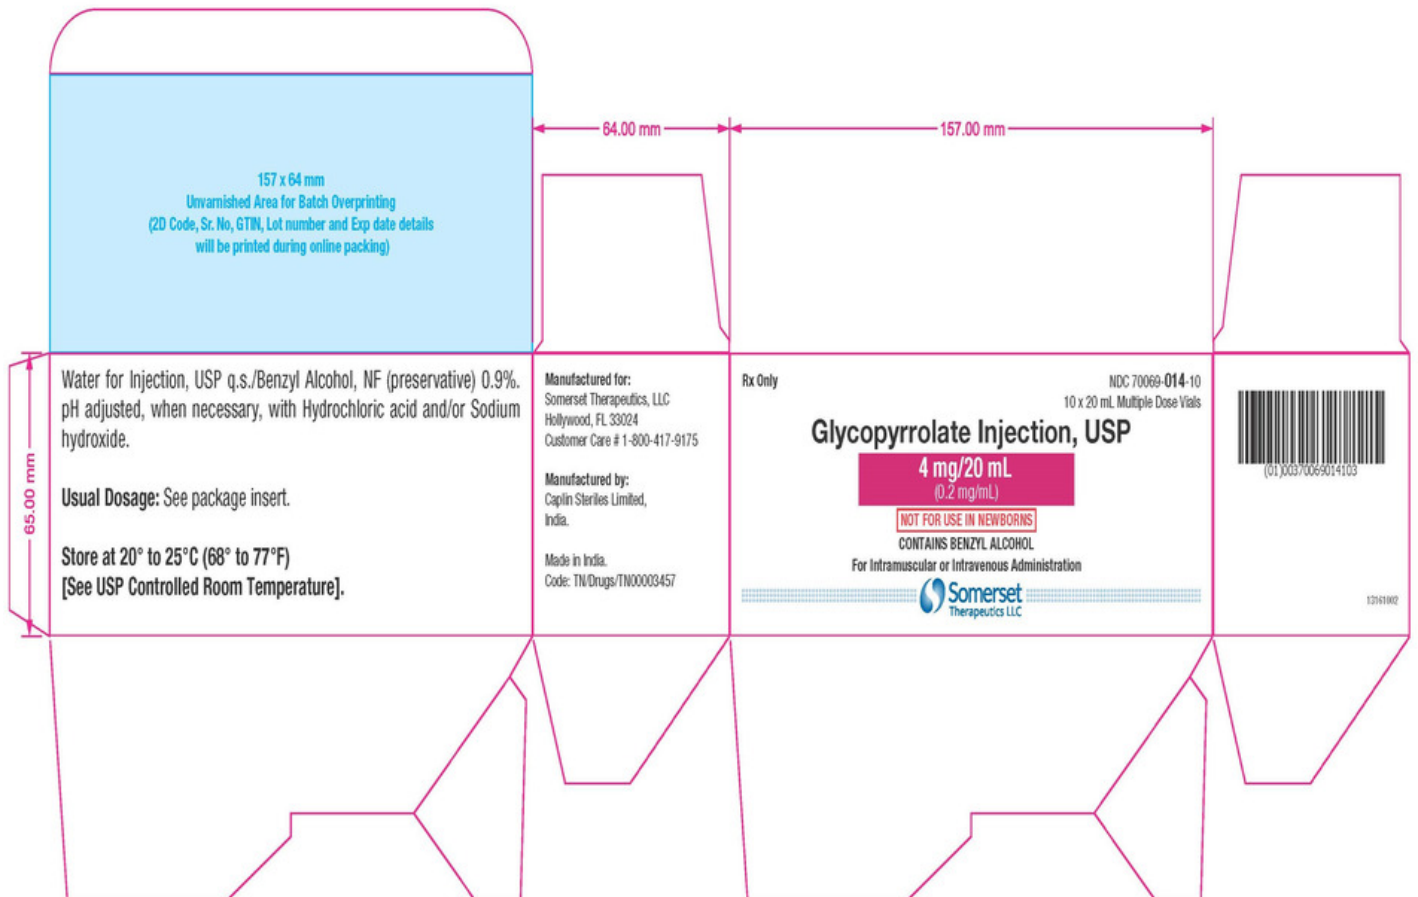 157 x 64 mm
Unvarnished Area for Batch Overprinting
(2D Code, Sr. No, GTIN, Lot number and Exp date details
will be printed during online packing)
64.00 mm
157.00 mm
65.00 mm
Water for Injection, USP q.s./Benzyl Alcohol, NF (preservative) 0.9%.
pH adjusted, when necessary, with Hydrochloric acid and/or Sodium
hydroxide.
Usual Dosage: See package insert.
Store at 20° to 25°C (68° to 77°F)
[See USP Controlled Room Temperature].
Manufactured for:
Somerset Therapeutics, LLC
Hollywood, FL 33024
Customer Care # 1-800-417-9175
Manufactured by:
Caplin Steriles Limited,
India.
Made in India.
Code: TN/Drugs/TN00003457
Rx Only
NDC 70069-014-10
10 x 20 mL Multiple Dose Vials
Glycopyrrolate Injection, USP
4 mg/20 mL
(0.2 mg/mL)
NOT FOR USE IN NEWBORNS
CONTAINS BENZYL ALCOHOL
For Intramuscular or Intravenous Administration
Somerset
Therapeutics LLC
(01)00370069014103
13161002